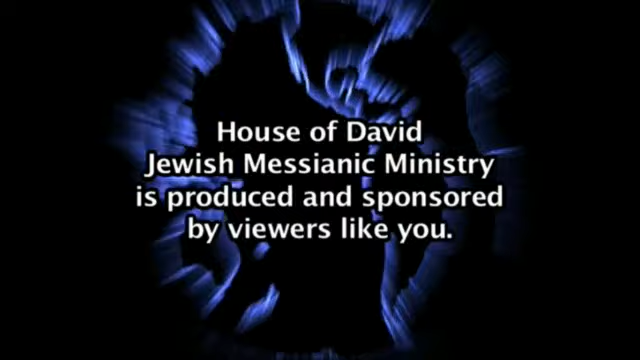 House of David
Jewish Messianic Ministry
is produced and sponsored
by viewers like you.